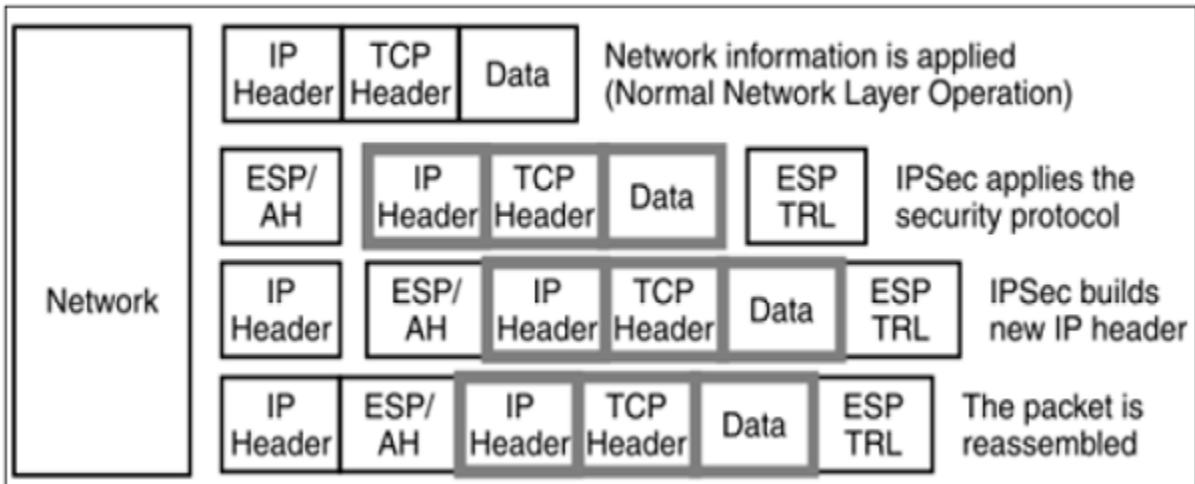 Network
IP Header
TCP Header
Data
Network information is applied
(Normal Network Layer Operation)
ESP/
AH
IP
Header
TCP
Header
Data
ESP
TRL
IPSec applies the
security protocol
IP
Header
ESP/
AH
IP
Header
TCP
Header
Data
ESP
TRL
IPSec builds
new IP header
IP
Header
ESP/
AH
IP
Header
TCP
Header
Data
ESP
TRL
The packet is
reassembled